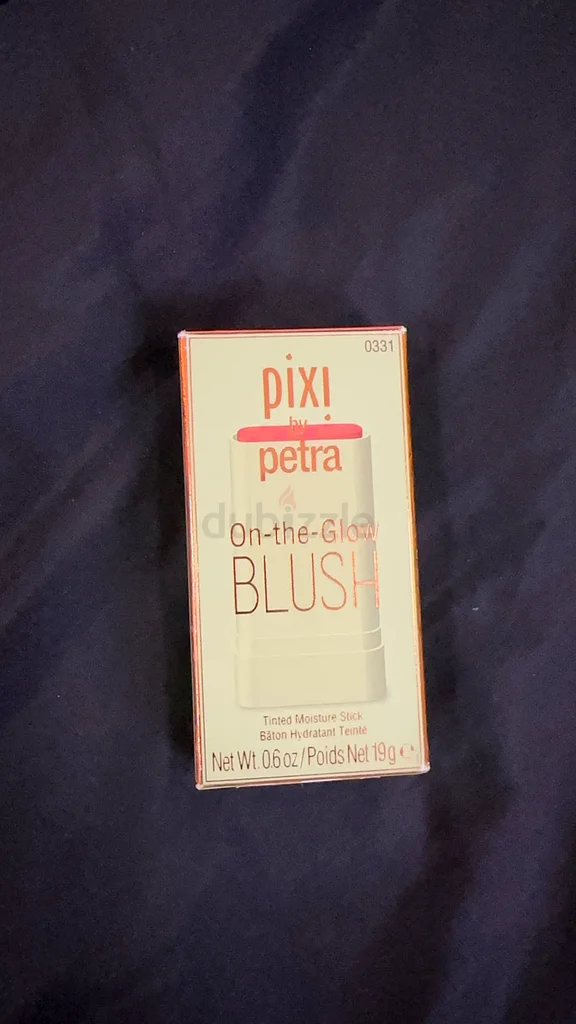 0331
pixi
by
petra
dubizzle
On-the-Glow
BLUSH
Tinted Moisture Stick
Bâton Hydratant Teinté
Net Wt. 0.6 oz/Poids Net 19g ℮